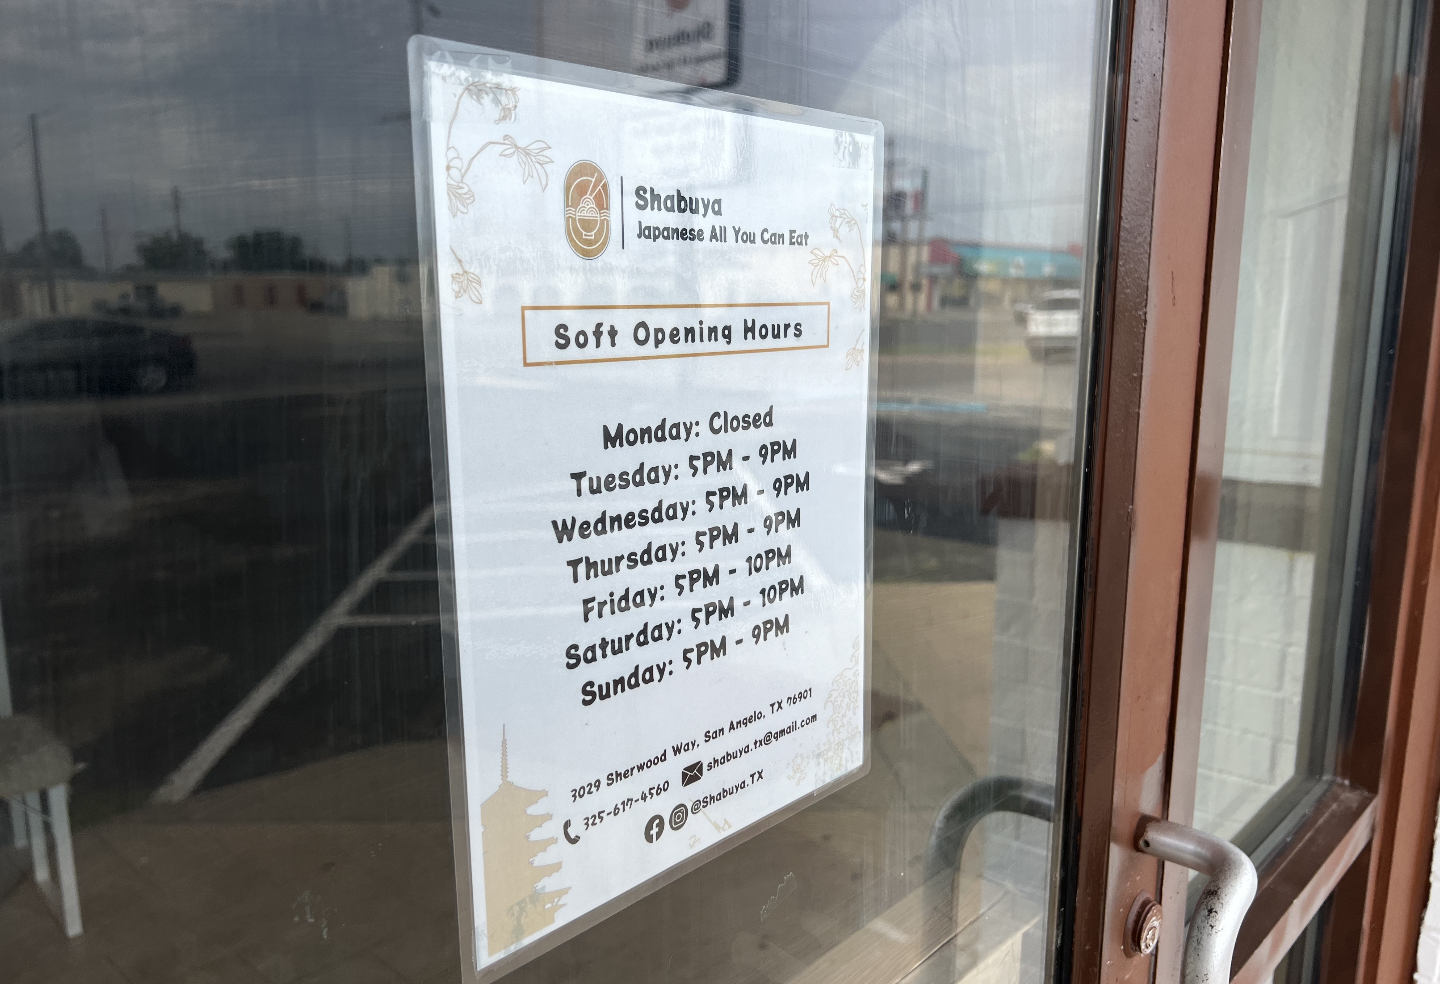 Shabuya
Japanese All You Can Eat
Soft Opening Hours
Monday: Closed
Tuesday: 5PM - 9PM
Wednesday: 5PM - 9PM
Thursday: 5PM - 9PM
Friday: 5PM - 10PM
Saturday: 5PM - 10PM
Sunday: 5PM - 9PM
3029 Sherwood Way, San Angelo, TX 76901
325-617-4560 shabuya.tx@gmail.com
@Shabuya.TX